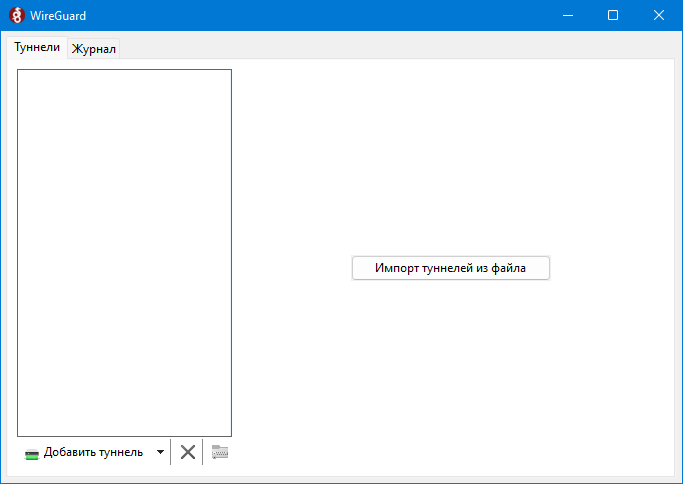 WireGuard
Туннели
Журнал
Импорт туннелей из файла
Добавить туннель